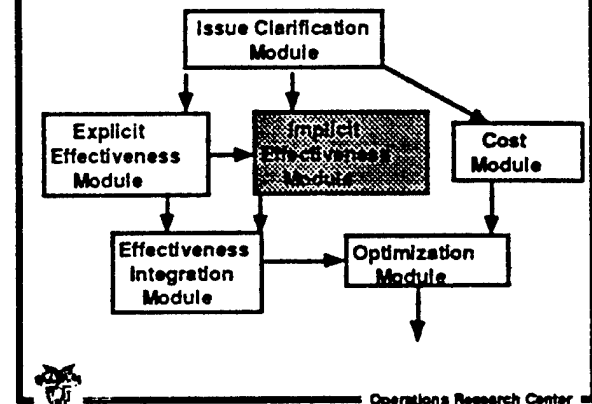 Issue Clarification
Module
Explicit
Effectiveness
Module
Implicit
Effectiveness
Module
Cost
Module
Effectiveness
Integration
Module
Optimization
Module
Operations Research Center